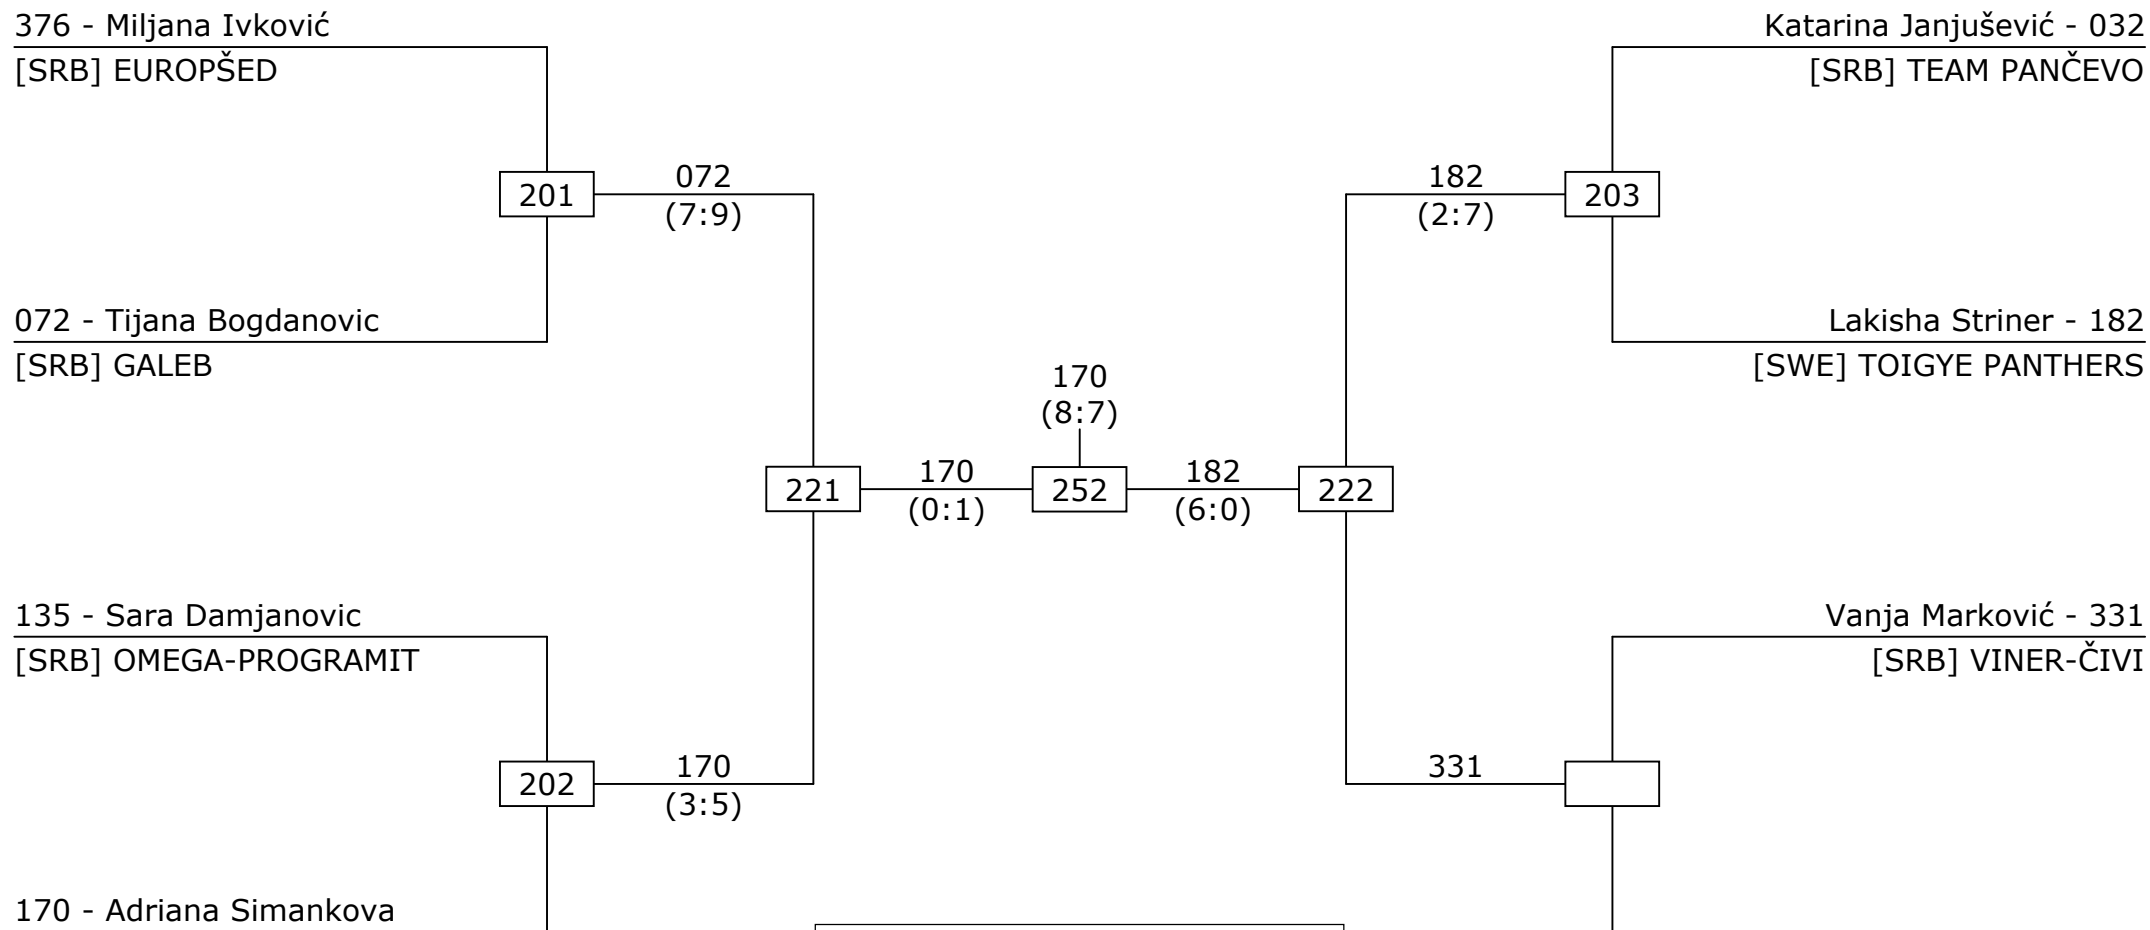 376 - Miljana Ivković
[SRB] EUROPŠED
Katarina Janjušević - 032
[SRB] TEAM PANČEVO
201
072
(7:9)
182
(2:7)
203
072 - Tijana Bogdanovic
[SRB] GALEB
Lakisha Striner - 182
[SWE] TOIGYE PANTHERS
170
(8:7)
221
170
(0:1)
252
182
(6:0)
222
135 - Sara Damjanovic
[SRB] OMEGA-PROGRAMIT
Vanja Marković - 331
[SRB] VINER-ČIVI
202
170
(3:5)
331
170 - Adriana Simankova